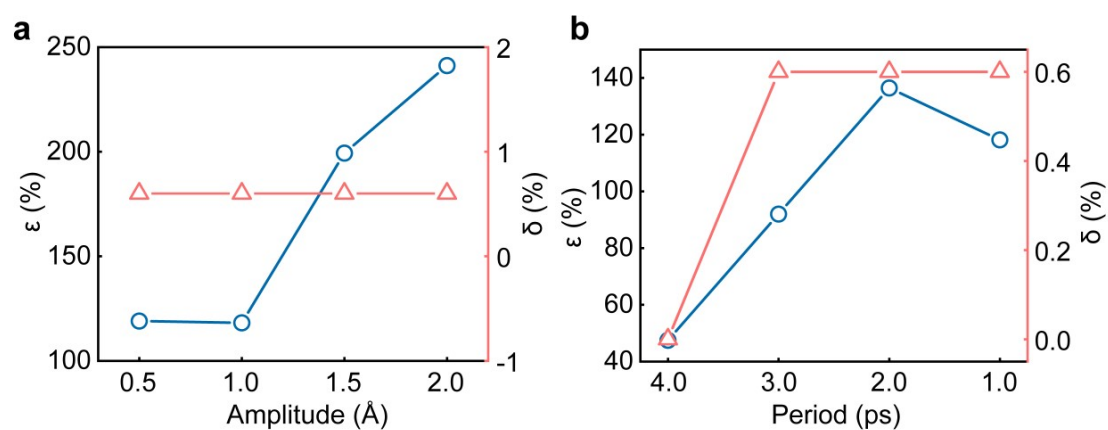 a
250
200
150
100
ε (%)
2
1
0
-1
δ (%)
0.5 1.0 1.5 2.0
Amplitude (Å)
b
140
120
100
80
60
40
ε (%)
0.6
0.4
0.2
0.0
δ (%)
4.0 3.0 2.0 1.0
Period (ps)